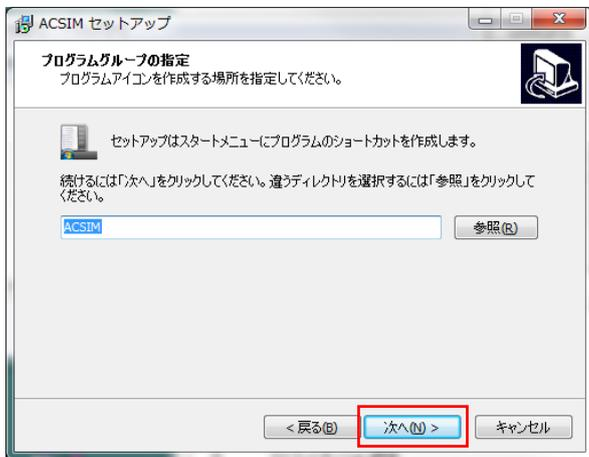 ACSIM セットアップ
プログラムグループの指定
プログラムアイコンを作成する場所を指定してください。
セットアップはスタートメニューにプログラムのショートカットを作成します。
続けるには「次へ」をクリックしてください。違うディレクトリを選択するには「参照」をクリックして
ください。
ACSIM
参照(R)
< 戻る(B)
次へ(N) >
キャンセル